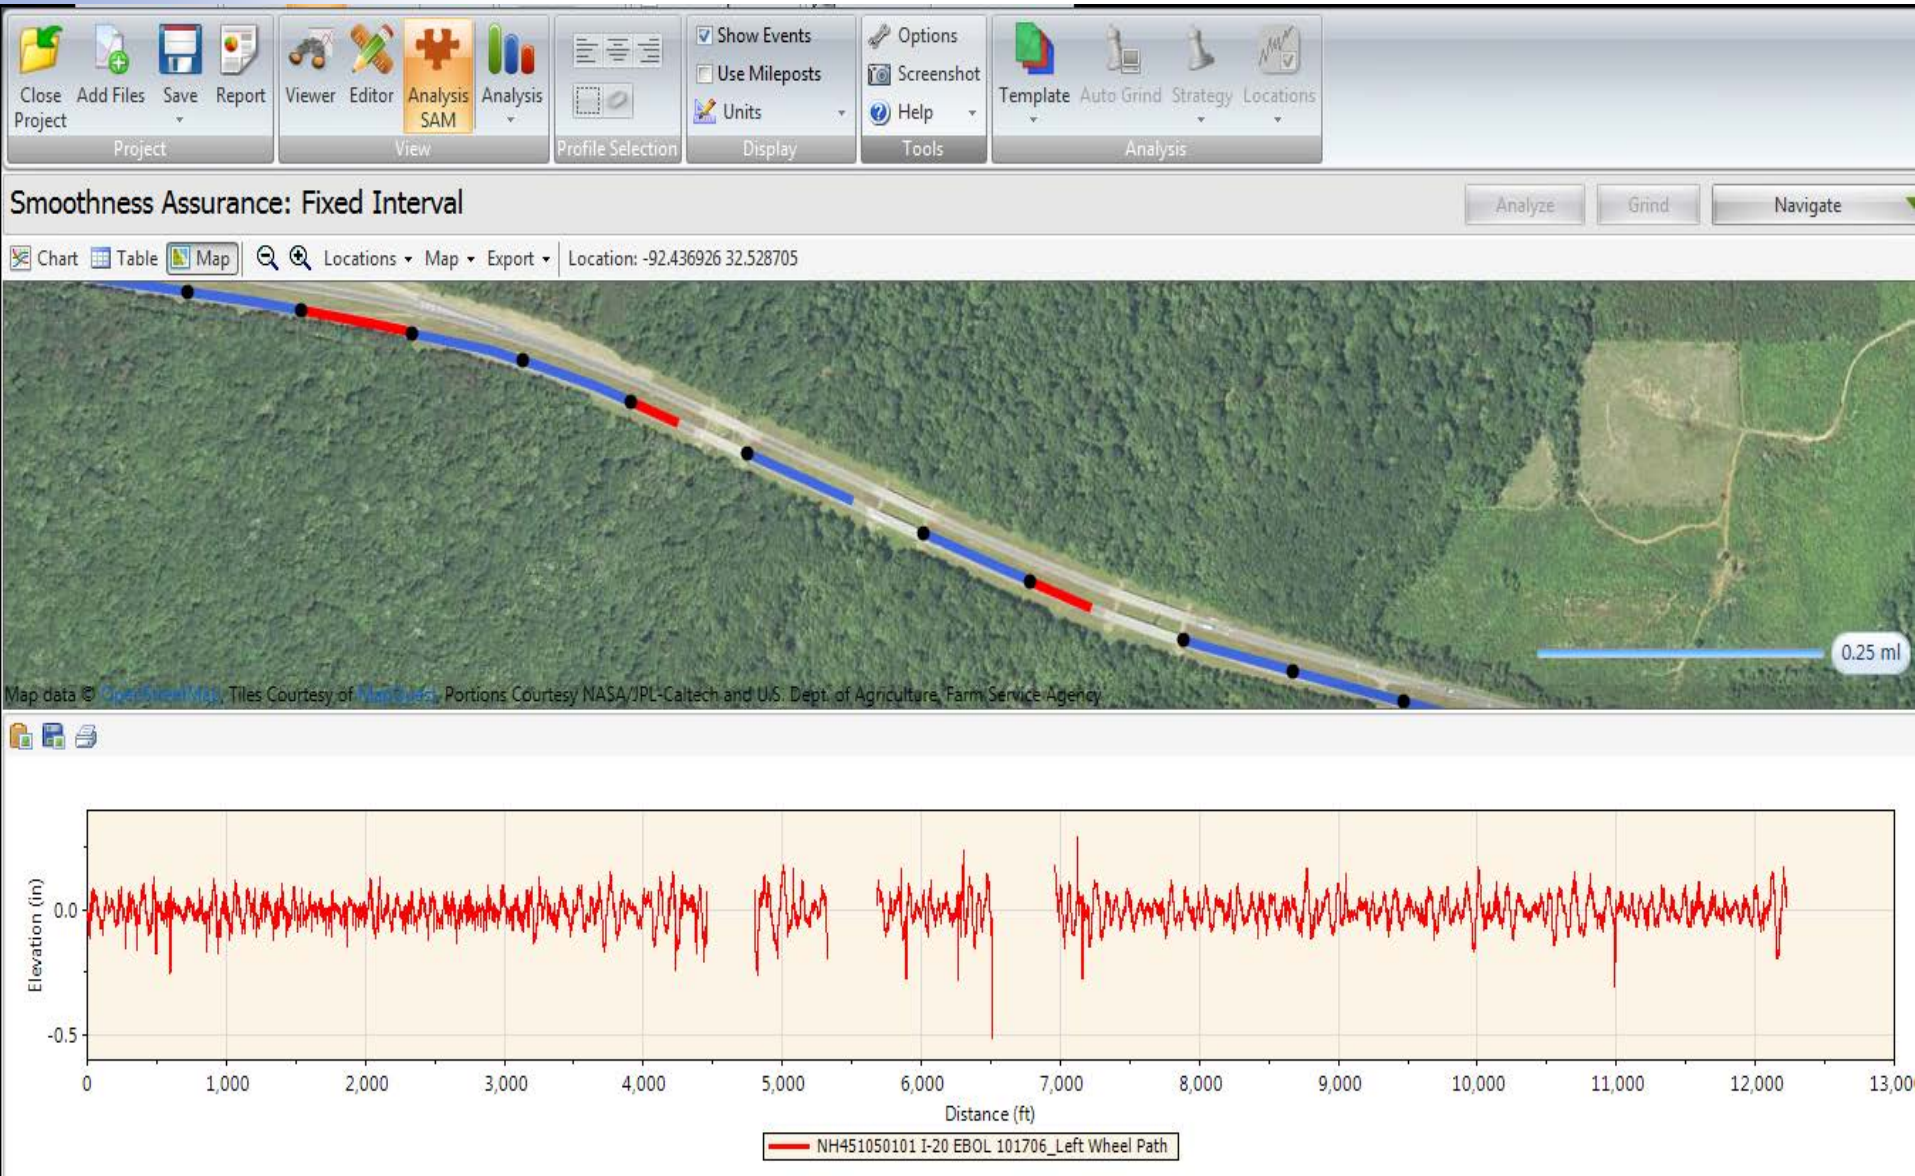 Close Project
Add Files
Save
Report
Project
Viewer
Editor
Analysis SAM
Analysis
View
Profile Selection
Show Events
Use Mileposts
Units
Display
Options
Screenshot
Help
Tools
Template
Auto Grind
Strategy
Locations
Analysis
Smoothness Assurance: Fixed Interval
Analyze
Grind
Navigate
Chart Table Map Locations Map Export Location: -92.436926 32.528705
0.25 ml
Map data © OpenStreetMap, Tiles Courtesy of MapQuest, Portions Courtesy NASA/JPL-Caltech and U.S. Dept. of Agriculture, Farm Service Agency
Elevation (in)
0.0
-0.5
0 1,000 2,000 3,000 4,000 5,000 6,000 7,000 8,000 9,000 10,000 11,000 12,000 13,00
Distance (ft)
NH451050101 I-20 EBOL 101706_Left Wheel Path